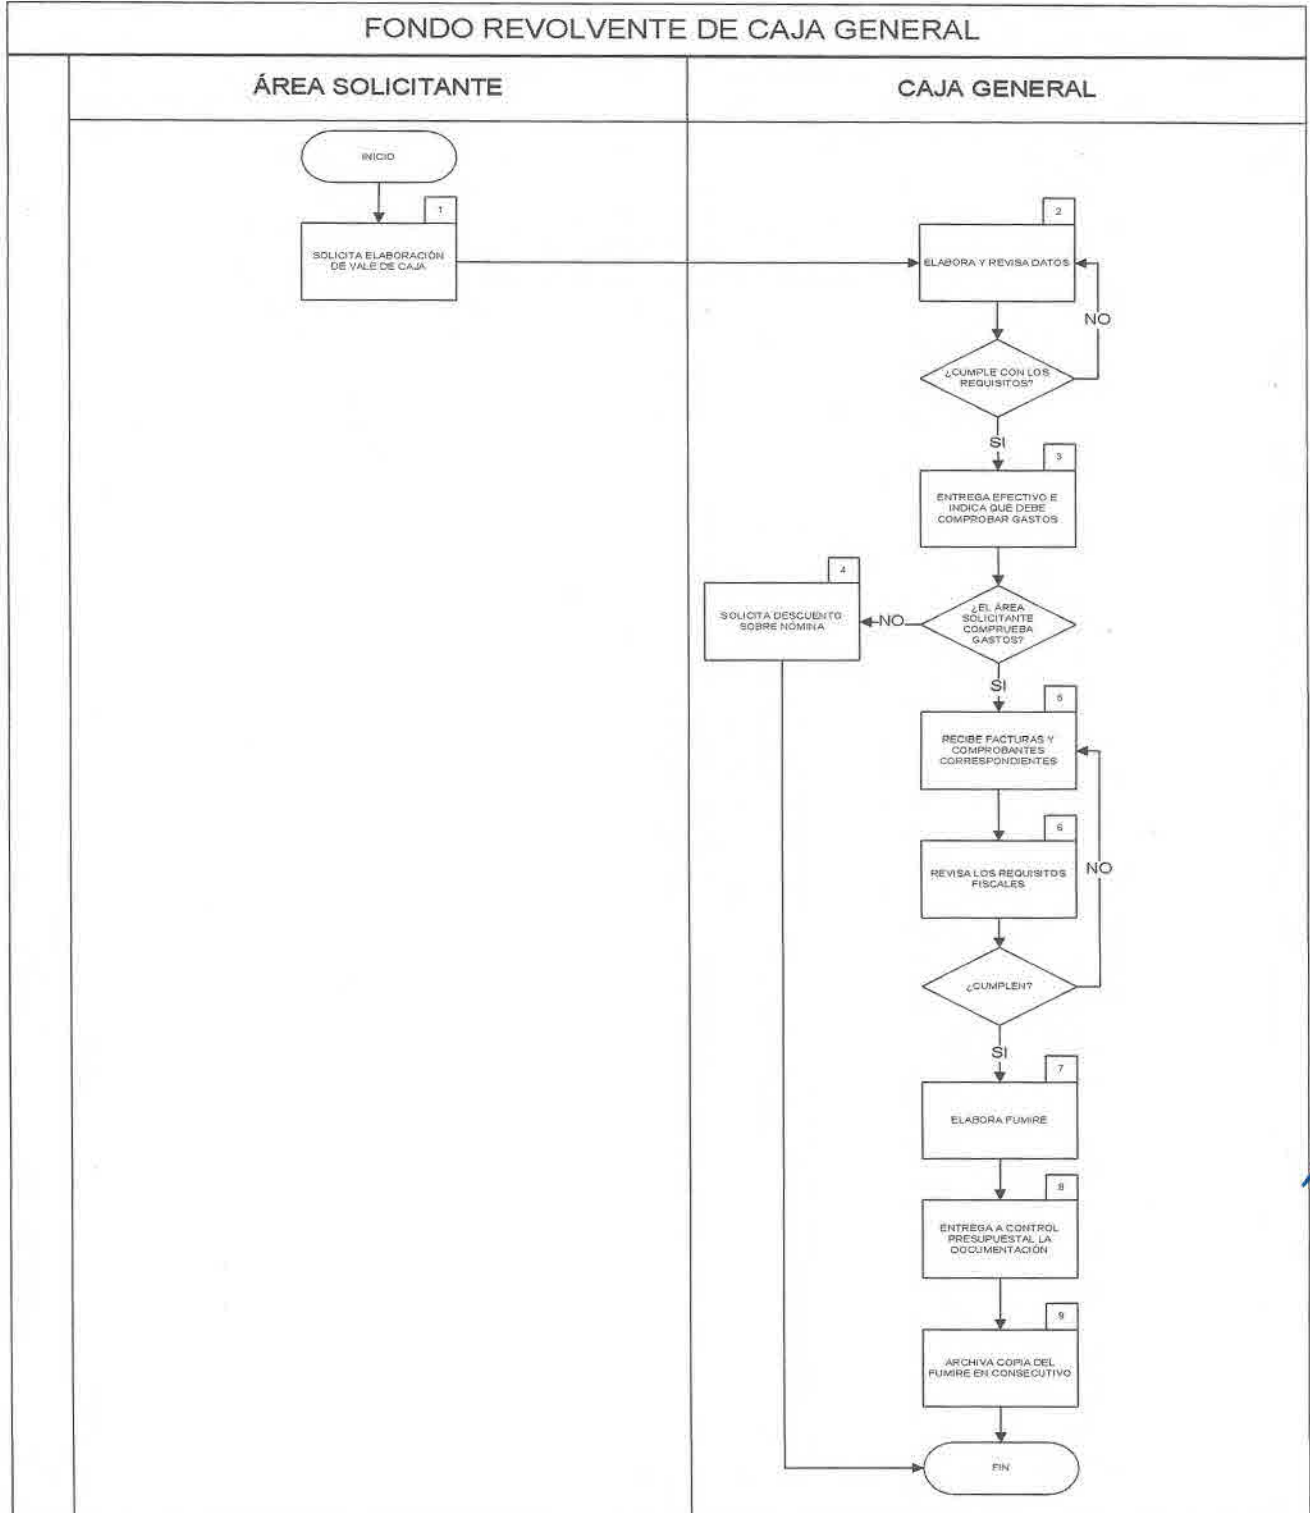 FONDO REVOLVENTE DE CAJA GENERAL
ÁREA SOLICITANTE
CAJA GENERAL
INICIO
1
SOLICITA ELABORACIÓN
DE VALE DE CAJA
2
ELABORA Y REVISA DATOS
NO
¿CUMPLE CON LOS
REQUISITOS?
SI
3
ENTREGA EFECTIVO E
INDICA QUE DEBE
COMPROBAR GASTOS
4
SOLICITA DESCUENTO
SOBRE NÓMINA
NO
¿EL ÁREA
SOLICITANTE
COMPRUEBA
GASTOS?
SI
5
RECIBE FACTURAS Y
COMPROBANTES
CORRESPONDIENTES
6
REVISA LOS REQUISITOS
FISCALES
NO
¿CUMPLEN?
SI
7
ELABORA FUMIRE
8
ENTREGA A CONTROL
PRESUPUESTAL LA
DOCUMENTACIÓN
9
ARCHIVA COPIA DEL
FUMIRE EN CONSECUTIVO
FIN